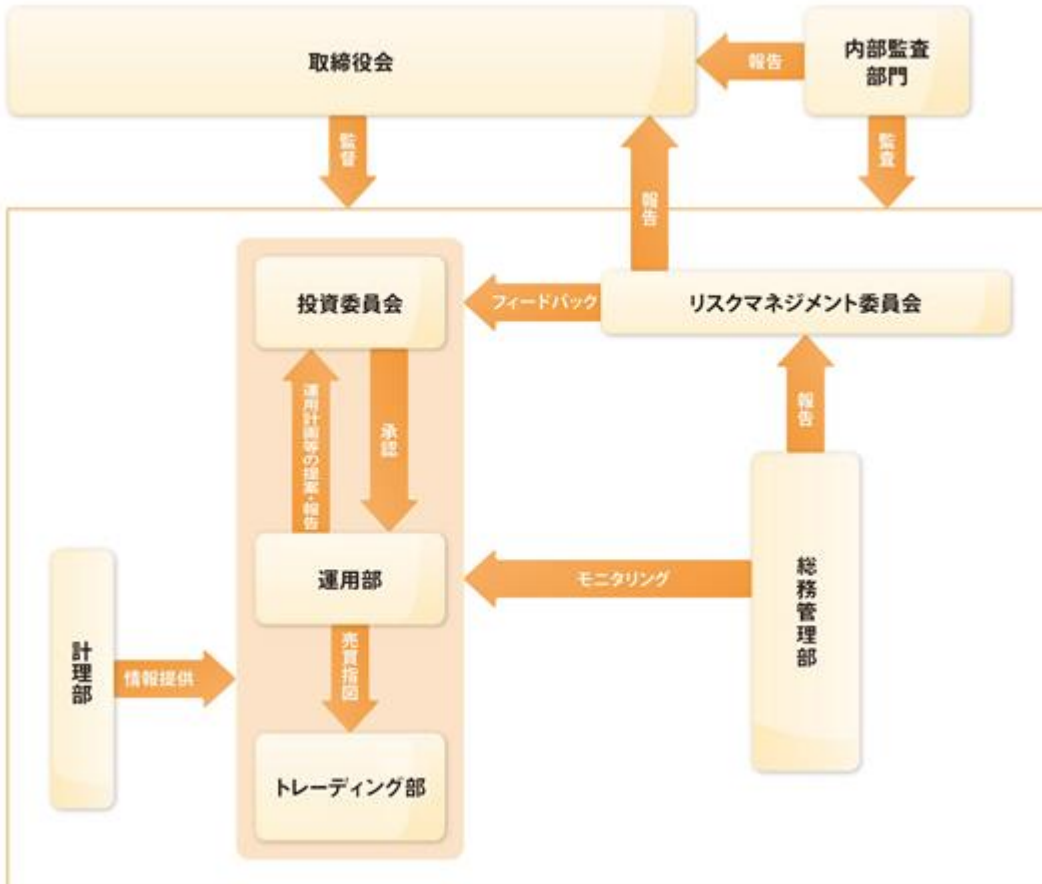 取締役会
報告
内部監査
部門
監督
監査
報告
投資委員会
フィードバック
リスクマネジメント委員会
運用計画等の提案・報告
承認
報告
運用部
モニタリング
総務管理部
計理部
情報提供
売買指図
トレーディング部